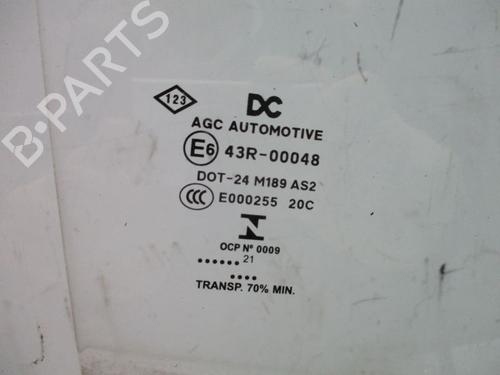 B-PARTS
123
DC
AGC AUTOMOTIVE
E6 43R-00048
DOT-24 M189 AS2
CCC E000255 20C
N
OCP Nº 0009
...... 21 ..
....
TRANSP. 70% MIN.